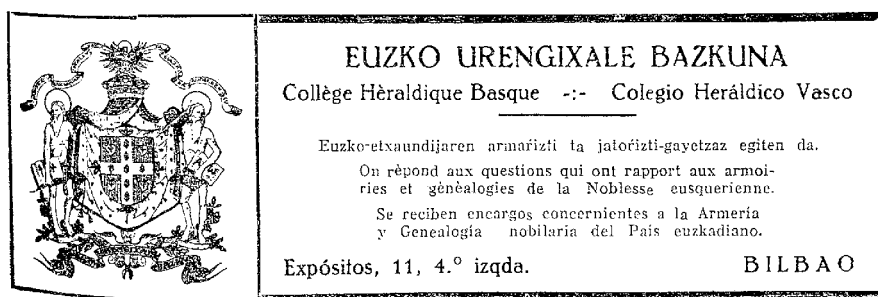 EUZKO URENGIXALE BAZKUNA
Collège Hèraldique Basque -:- Colegio Heráldico Vasco
Euzko-etxaundijaren armaŕizti ta jatoŕizti-gayetzaz egiten da.
On rèpond aux questions qui ont rapport aux armoi-
ries et gènèalogies de la Noblesse eusquerienne.
Se reciben encargos concernientes a la Armería
y Genealogía nobiliaria del Pais euzkadiano.
Expósitos, 11, 4.º izqda. BILBAO